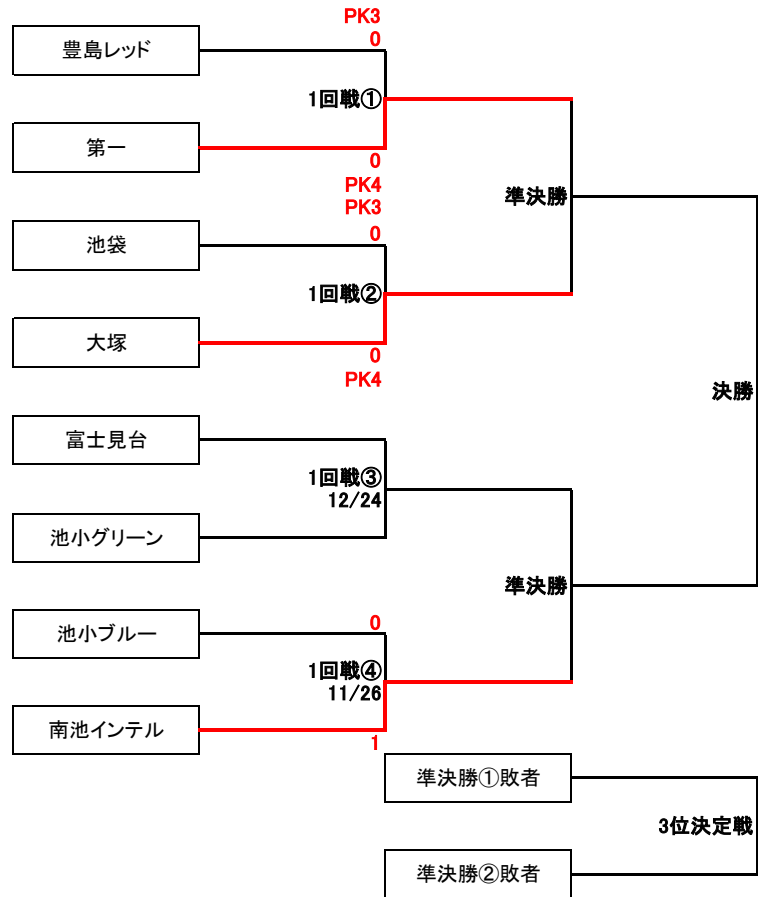 PK3
0
豊島レッド
1回戦①
第一
0
PK4
準決勝
PK3
0
池袋
1回戦②
大塚
0
PK4
決勝
富士見台
1回戦③
12/24
池小グリーン
準決勝
0
池小ブルー
1回戦④
11/26
南池インテル
1
準決勝①敗者
3位決定戦
準決勝②敗者